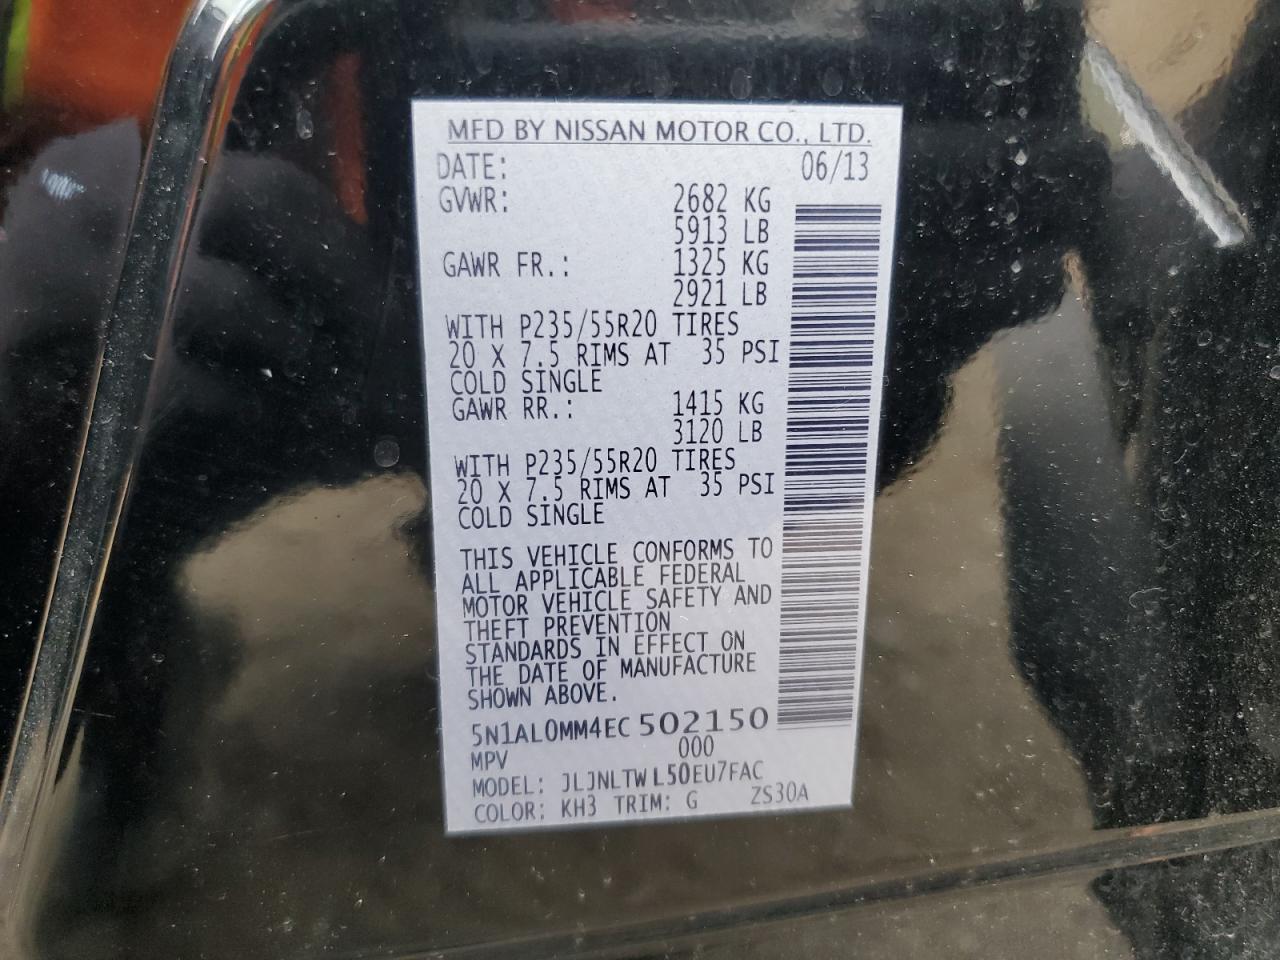 MFD BY NISSAN MOTOR CO., LTD.
DATE: 06/13
GVWR: 2682 KG
5913 LB
GAWR FR.: 1325 KG
2921 LB
WITH P235/55R20 TIRES
20 X 7.5 RIMS AT 35 PSI
COLD SINGLE
GAWR RR.: 1415 KG
3120 LB
WITH P235/55R20 TIRES
20 X 7.5 RIMS AT 35 PSI
COLD SINGLE
THIS VEHICLE CONFORMS TO
ALL APPLICABLE FEDERAL
MOTOR VEHICLE SAFETY AND
THEFT PREVENTION
STANDARDS IN EFFECT ON
THE DATE OF MANUFACTURE
SHOWN ABOVE.
5N1AL0MM4EC 502150
MPV 000
MODEL: JLJNLTWL50EU7FAC
COLOR: KH3 TRIM: G ZS30A